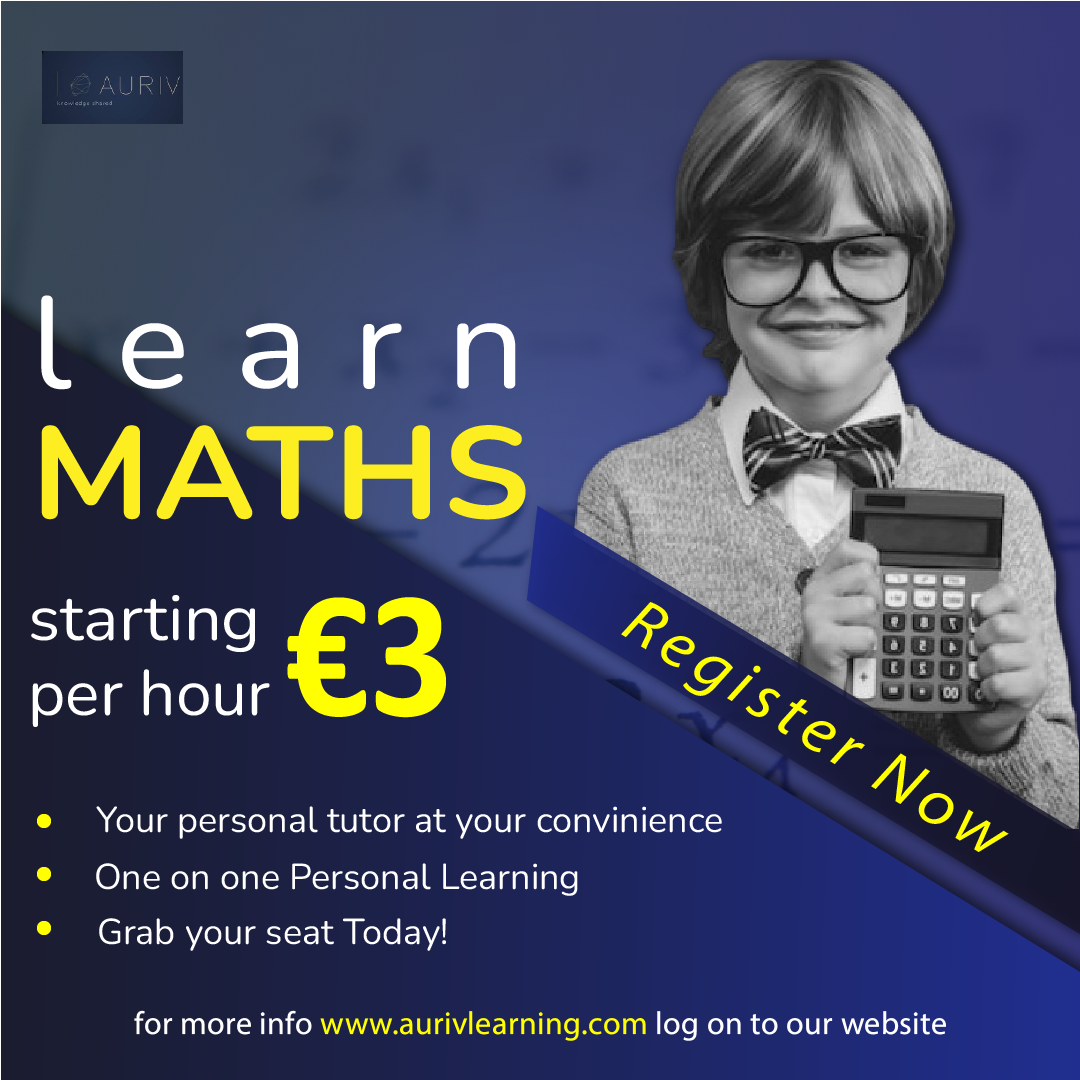 AURIV
knowledge shared
learn
MATHS
starting
per hour €3
Register Now
Your personal tutor at your convinience
One on one Personal Learning
Grab your seat Today!
for more info www.aurivlearning.com log on to our website